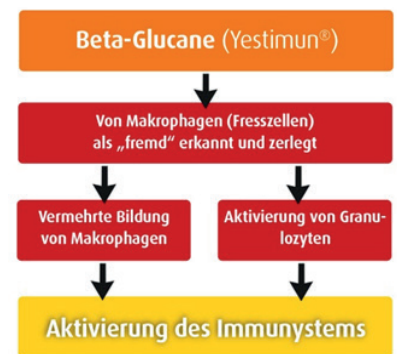 Beta-Glucane (Yestimun®)
Von Makrophagen (Fresszellen)
als „fremd“ erkannt und zerlegt
Vermehrte Bildung
von Makrophagen
Aktivierung von Granu-
lozyten
Aktivierung des Immunystems